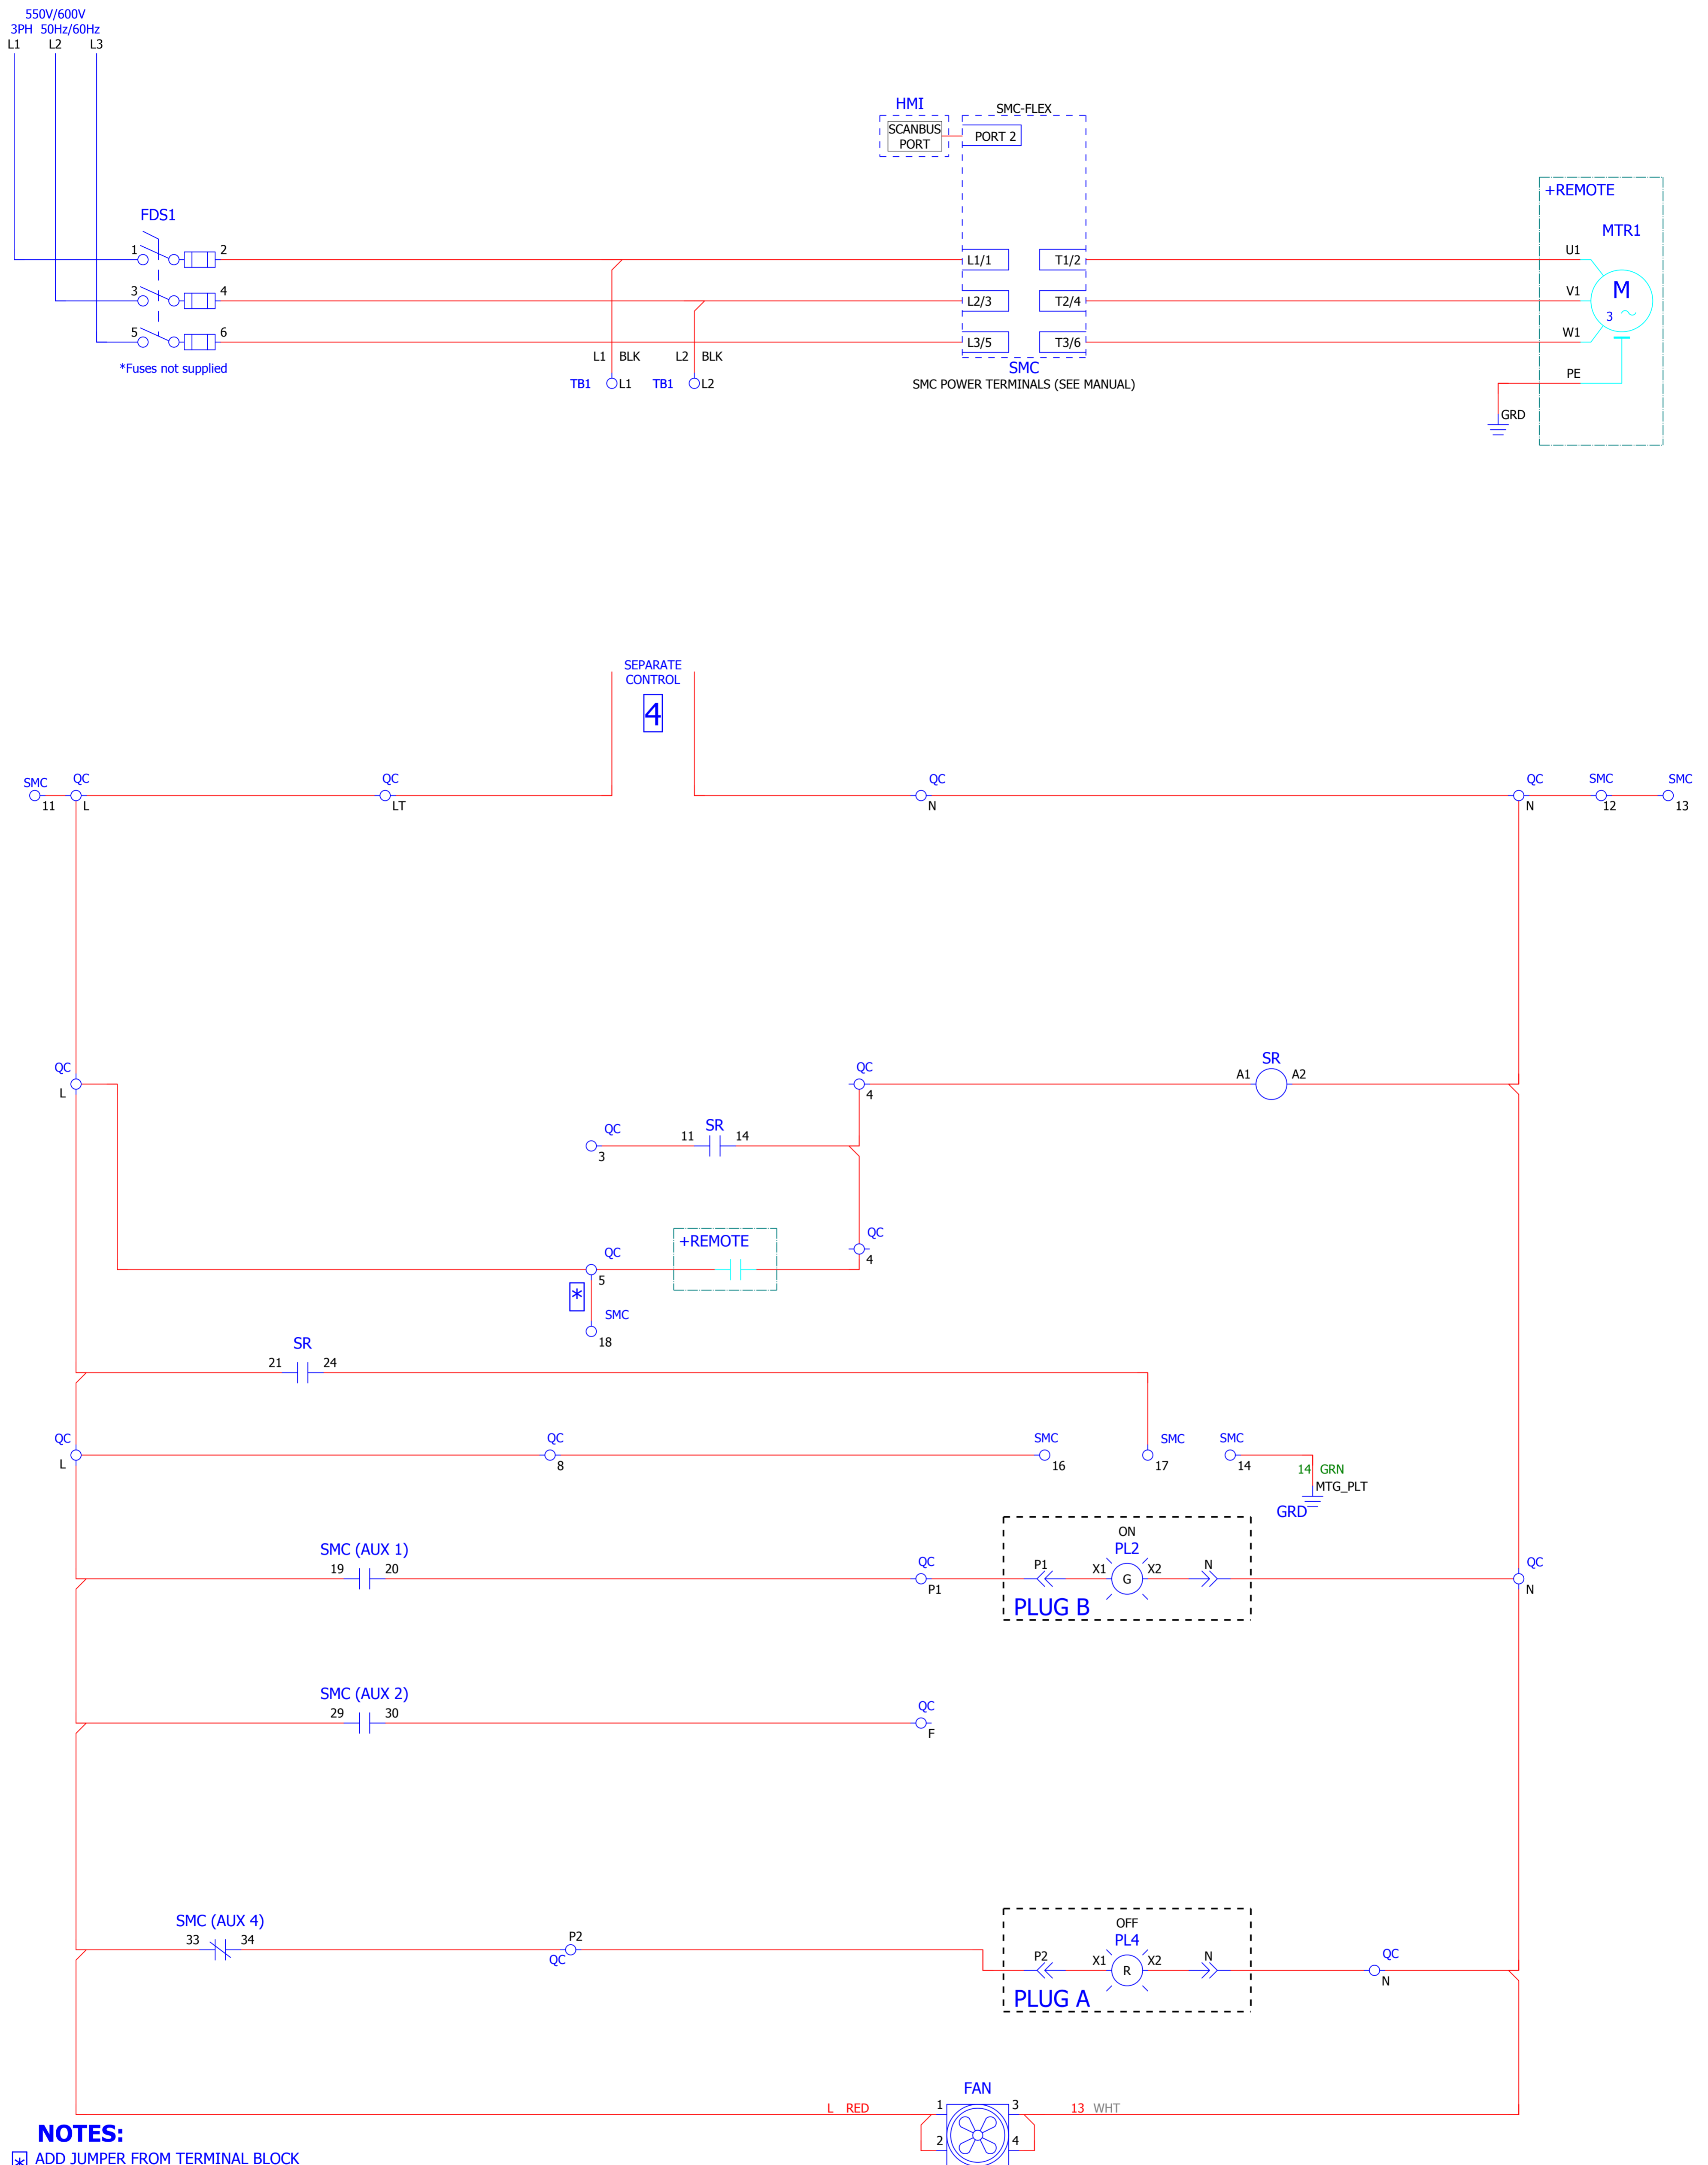 550V/600V
3PH 50Hz/60Hz
L1 L2 L3
HMI
SCANBUS
PORT
SMC-FLEX
PORT 2
+REMOTE
MTR1
FDS1
1 2
L1/1 T1/2
U1
3 4
L2/3 T2/4
V1
M
3
5 6
L3/5 T3/6
W1
*Fuses not supplied
L1 BLK L2 BLK
TB1 L1 TB1 L2
SMC
SMC POWER TERMINALS (SEE MANUAL)
PE
GRD
SEPARATE
CONTROL
4
SMC QC QC QC QC SMC SMC
11 L LT N N 12 13
QC QC SR
L 4 A1 A2
QC SR
3 11 14
QC
4
+REMOTE
QC
5
*
SMC
18
SR
21 24
QC QC SMC SMC SMC
L 8 16 17 14
14 GRN
MTG_PLT
GRD
SMC (AUX 1)
19 20
QC
P1
ON
PL2
P1 X1 G X2 N
PLUG B
QC
N
SMC (AUX 2)
29 30
QC
F
SMC (AUX 4)
33 34
P2
QC
OFF
PL4
P2 X1 R X2 N
PLUG A
QC
N
FAN
L RED 1 3 13 WHT
2 4
NOTES:
* ADD JUMPER FROM TERMINAL BLOCK